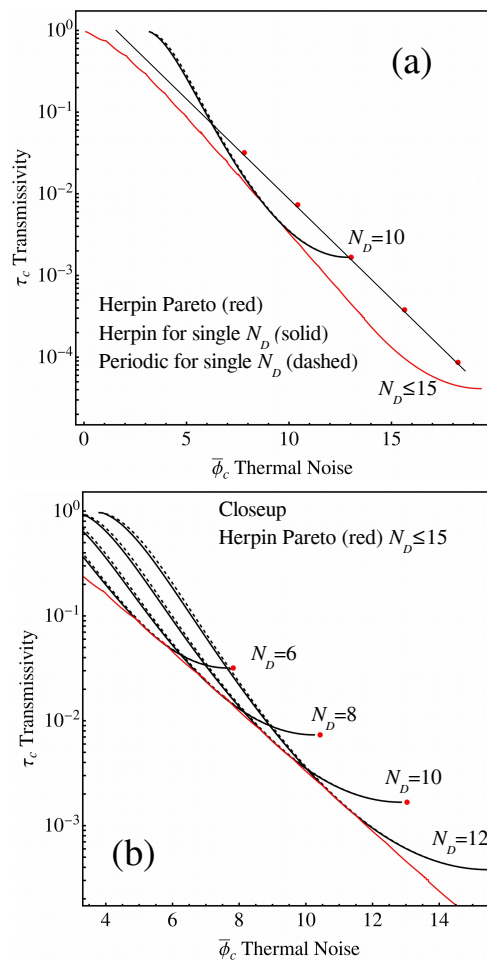 10^0
(a)
10^-1
10^-2
10^-3
10^-4
τ_c Transmissivity
N_D=10
Herpin Pareto (red)
Herpin for single N_D (solid)
Periodic for single N_D (dashed)
N_D≤15
0 5 10 15
φ̅_c Thermal Noise
Closeup
Herpin Pareto (red) N_D≤15
10^0
10^-1
10^-2
10^-3
τ_c Transmissivity
N_D=6
N_D=8
N_D=10
N_D=12
(b)
4 6 8 10 12 14
φ̅_c Thermal Noise